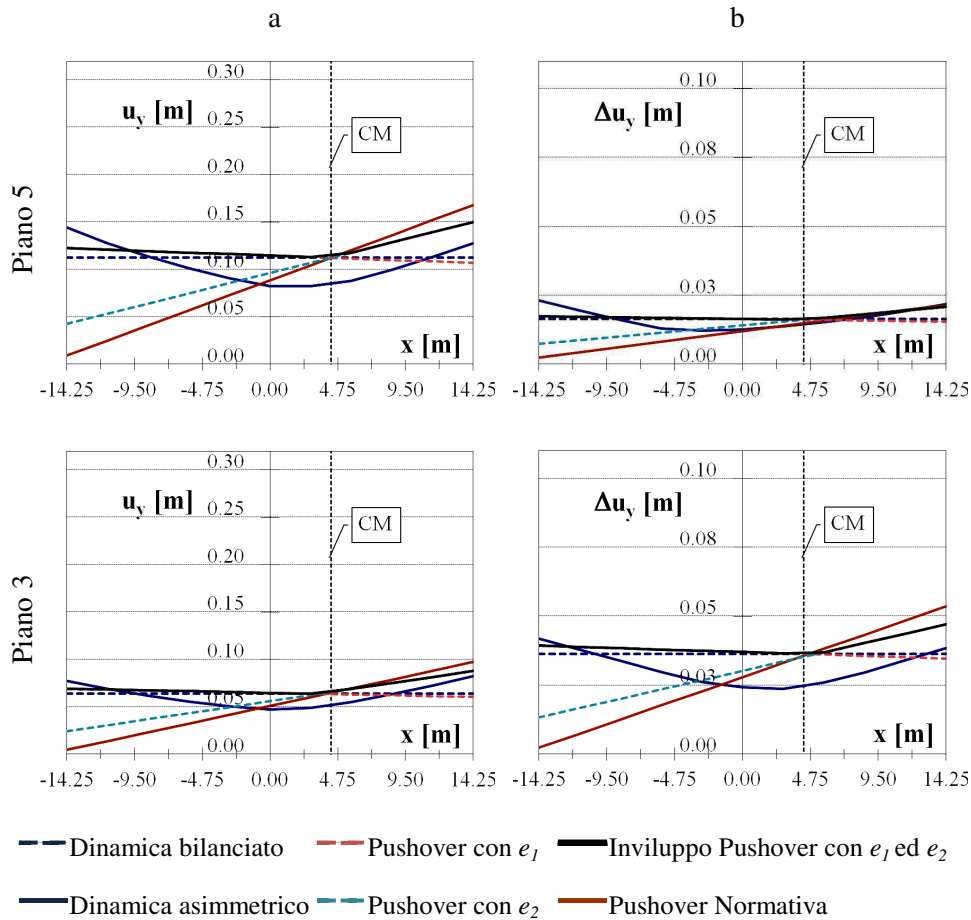 a
b
Piano 5
0.30
0.25
0.20
0.15
0.10
0.05
0.00
u_y [m]
CM
x [m]
-14.25 -9.50 -4.75 0.00 4.75 9.50 14.25
0.10
0.08
0.05
0.03
0.00
Δu_y [m]
CM
x [m]
-14.25 -9.50 -4.75 0.00 4.75 9.50 14.25
Piano 3
0.30
0.25
0.20
0.15
0.10
0.05
0.00
u_y [m]
CM
x [m]
-14.25 -9.50 -4.75 0.00 4.75 9.50 14.25
0.10
0.08
0.05
0.03
0.00
Δu_y [m]
CM
x [m]
-14.25 -9.50 -4.75 0.00 4.75 9.50 14.25
Dinamica bilanciato
Pushover con e_1
Inviluppo Pushover con e_1 ed e_2
Dinamica asimmetrico
Pushover con e_2
Pushover Normativa